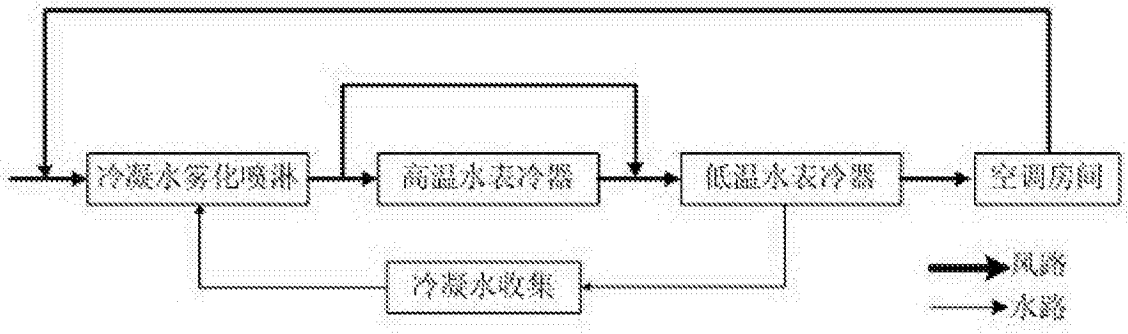 冷凝水雾化喷淋
高温水表冷器
低温水表冷器
空调房间
冷凝水收集
风路
水路